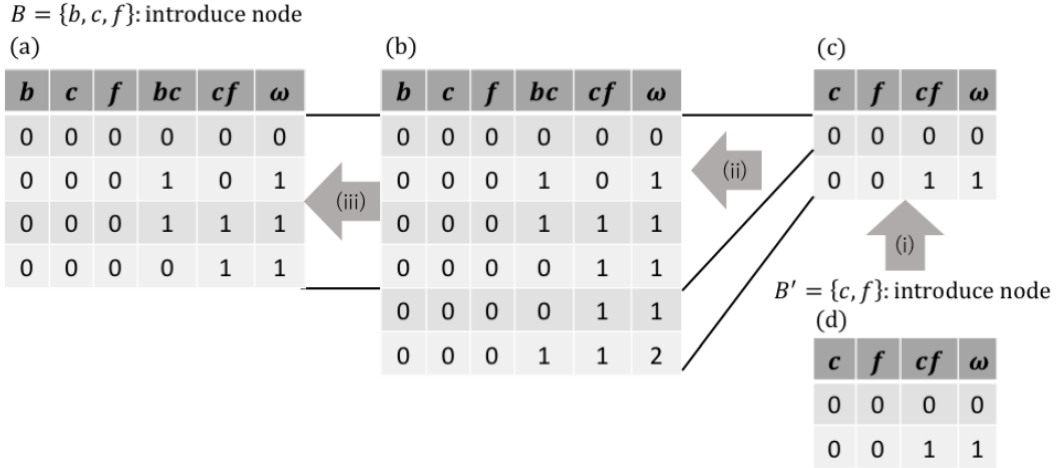 B = {b, c, f}: introduce node
(a)
b c f bc cf ω
0 0 0 0 0 0
0 0 0 1 0 1
0 0 0 1 1 1
0 0 0 0 1 1
(iii)
(b)
b c f bc cf ω
0 0 0 0 0 0
0 0 0 1 0 1
0 0 0 1 1 1
0 0 0 0 1 1
0 0 0 0 1 1
0 0 0 1 1 2
(ii)
(c)
c f cf ω
0 0 0 0
0 0 1 1
(i)
B′ = {c, f}: introduce node
(d)
c f cf ω
0 0 0 0
0 0 1 1